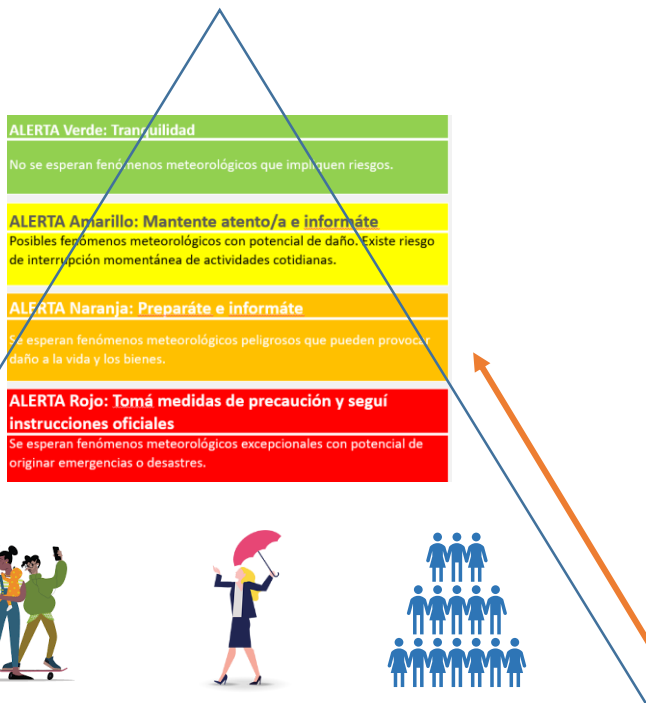 ALERTA Verde: Tranquilidad
No se esperan fenómenos meteorológicos que impliquen riesgos.
ALERTA Amarillo: Mantente atento/a e informáte
Posibles fenómenos meteorológicos con potencial de daño. Existe riesgo
de interrupción momentánea de actividades cotidianas.
ALERTA Naranja: Preparáte e informáte
Se esperan fenómenos meteorológicos peligrosos que pueden provocar
daño a la vida y los bienes.
ALERTA Rojo: Tomá medidas de precaución y seguí
instrucciones oficiales
Se esperan fenómenos meteorológicos excepcionales con potencial de
originar emergencias o desastres.